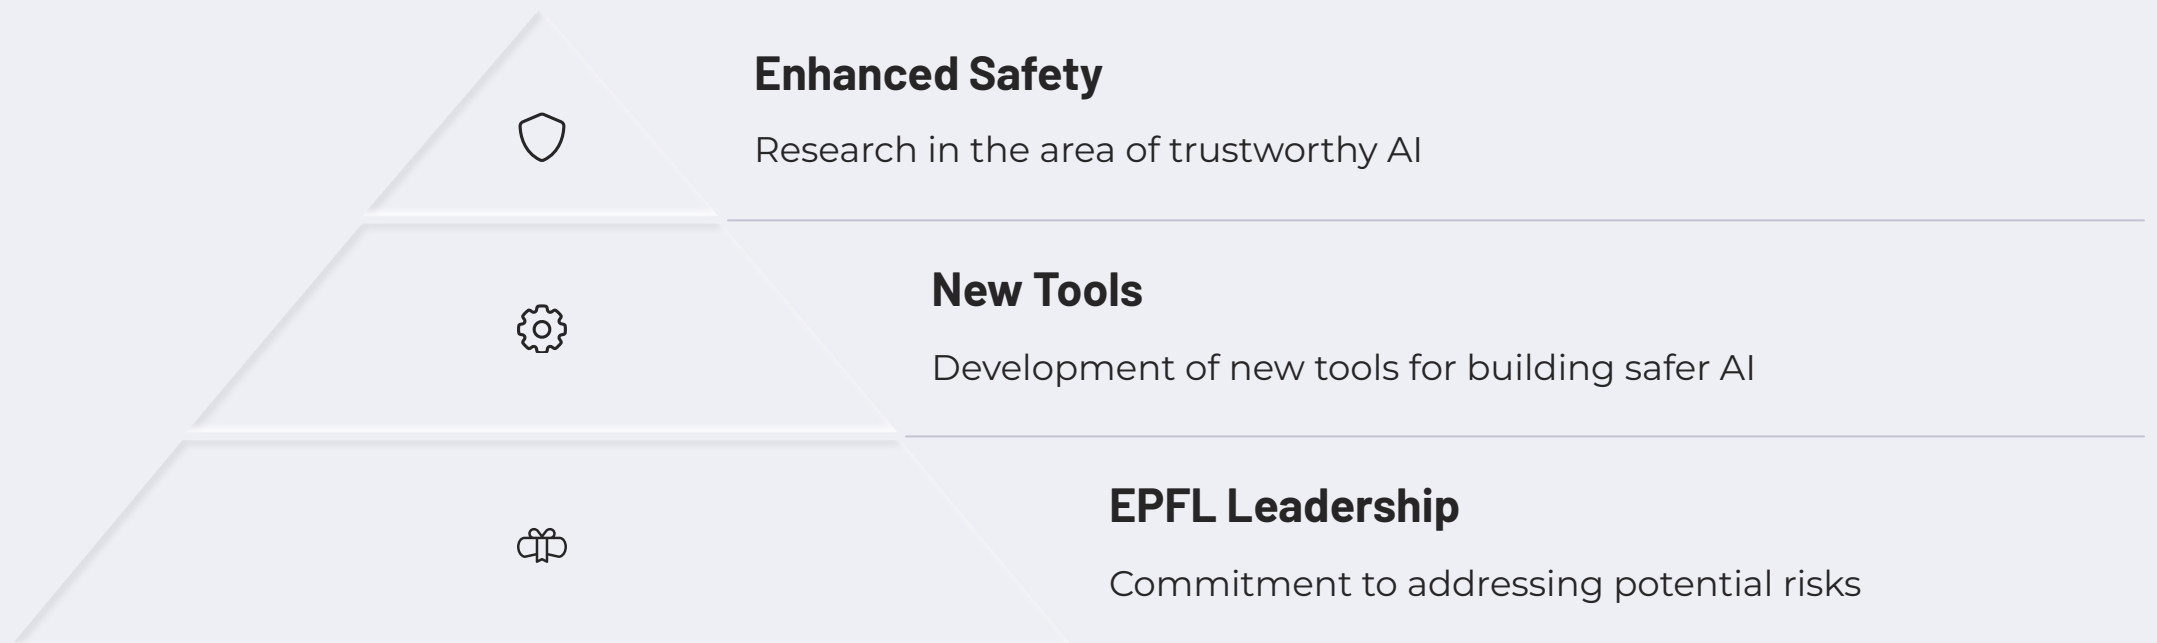 Enhanced Safety
Research in the area of trustworthy AI
New Tools
Development of new tools for building safer AI
EPFL Leadership
Commitment to addressing potential risks